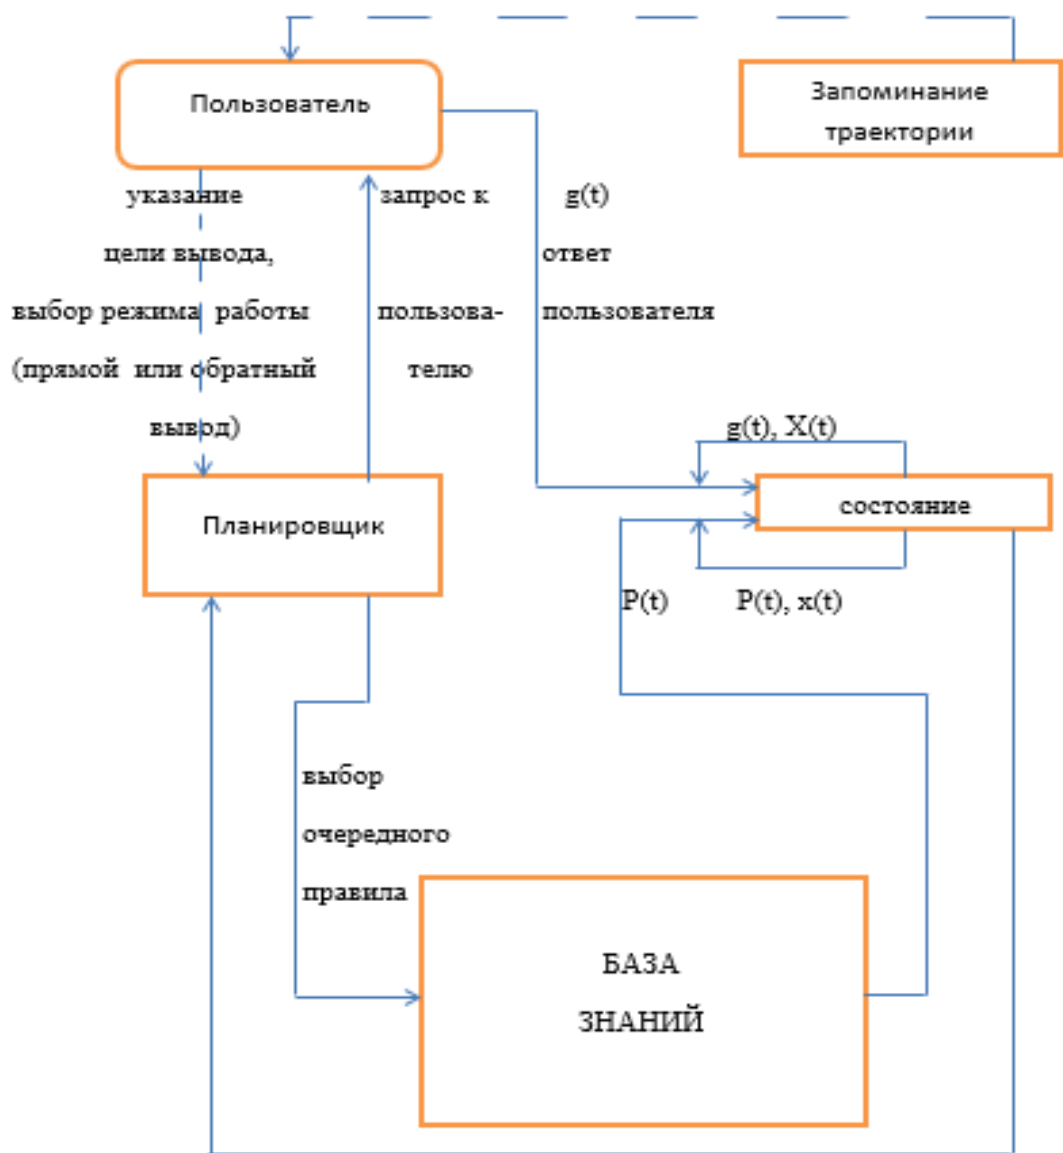 Пользователь
Запоминание
траектории
указание
цели вывода,
выбор режима работы
(прямой или обратный
вывод)
запрос к
пользова-
телю
g(t)
ответ
пользователя
g(t), X(t)
состояние
Планировщик
P(t)
P(t), x(t)
выбор
очередного
правила
БАЗА
ЗНАНИЙ